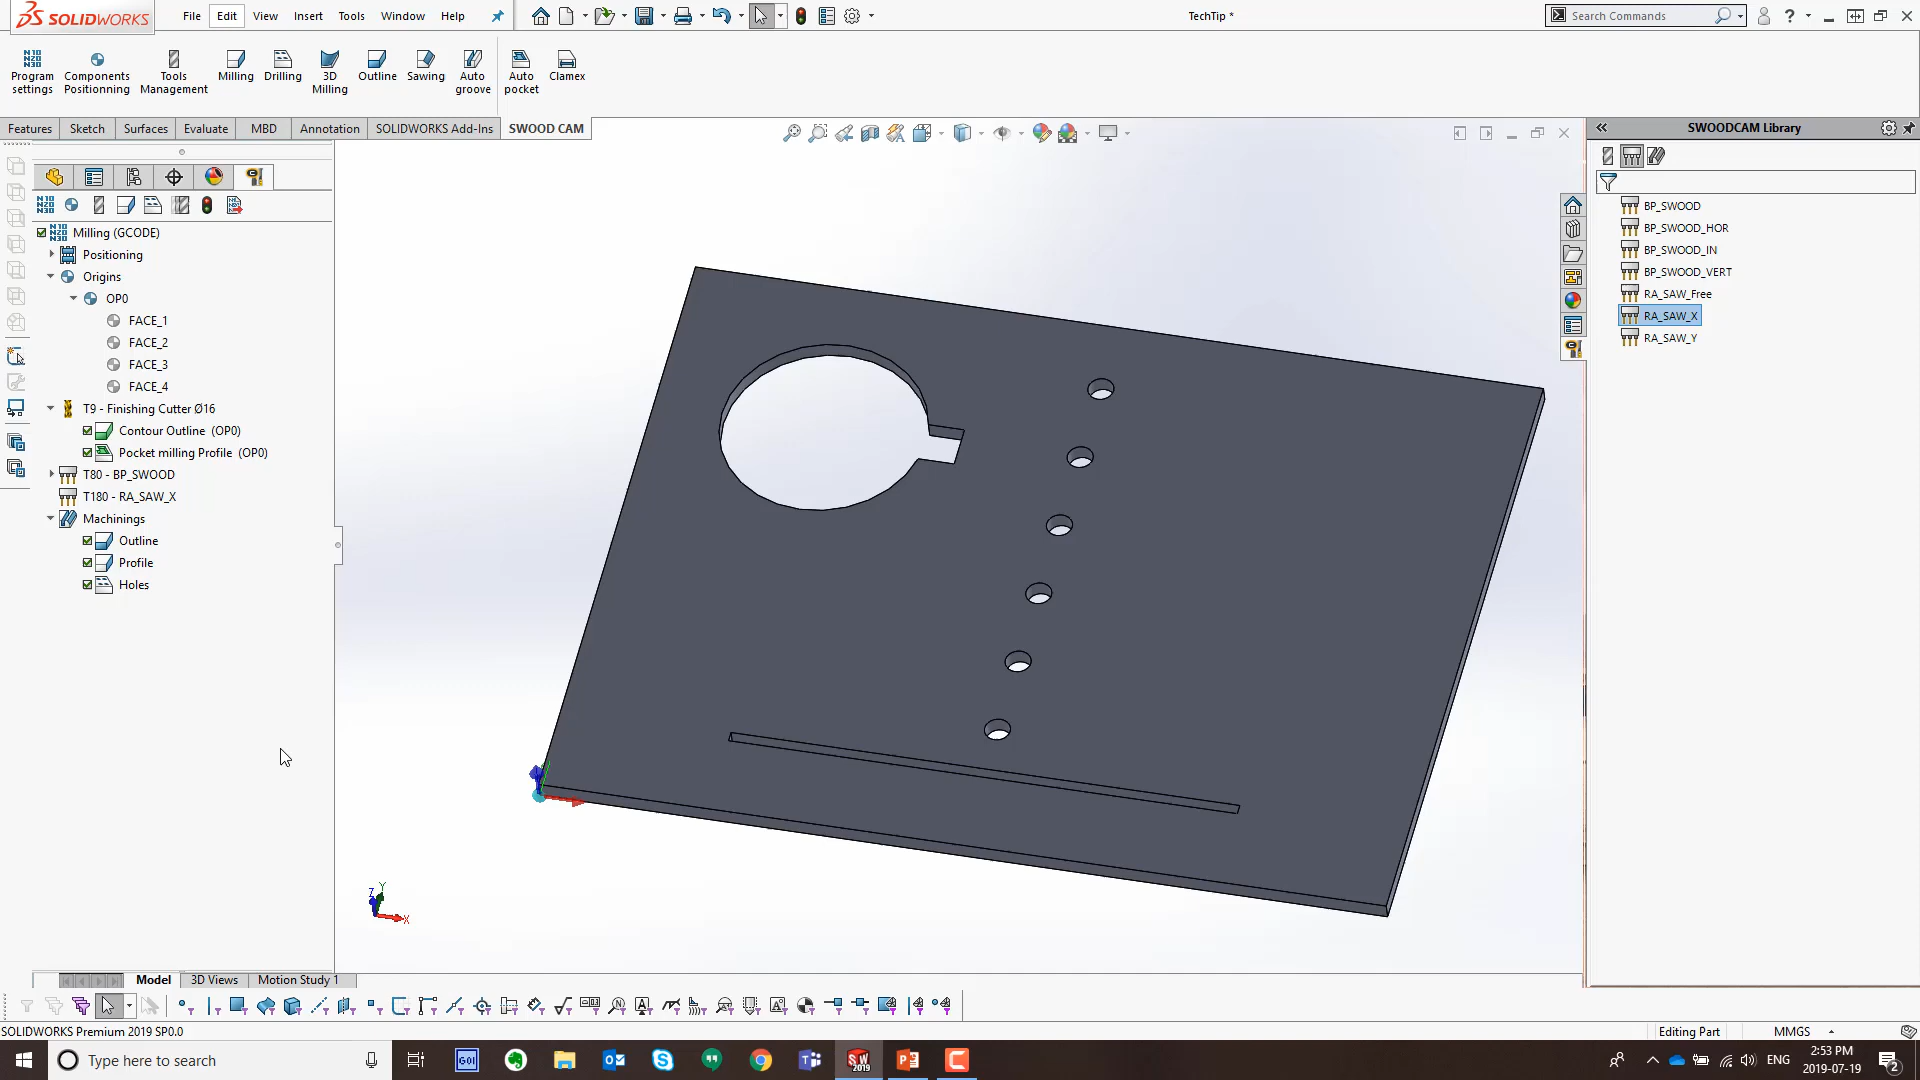 SOLIDWORKS File Edit View Insert Tools Window Help TechTip * Search Commands ?
Program settings Components Positionning Tools Management Milling Drilling 3D Milling Outline Sawing Auto groove Auto pocket Clamex
Features Sketch Surfaces Evaluate MBD Annotation SOLIDWORKS Add-Ins SWOOD CAM
SWOODCAM Library
Milling (GCODE)
Positioning
Origins
OP0
FACE_1
FACE_2
FACE_3
FACE_4
T9 - Finishing Cutter Ø16
Contour Outline (OP0)
Pocket milling Profile (OP0)
T80 - BP_SWOOD
T180 - RA_SAW_X
Machinings
Outline
Profile
Holes
BP_SWOOD
BP_SWOOD_HOR
BP_SWOOD_IN
BP_SWOOD_VERT
RA_SAW_Free
RA_SAW_X
RA_SAW_Y
Z Y
X
Model 3D Views Motion Study 1
SOLIDWORKS Premium 2019 SP0.0 Editing Part MMGS
Type here to search GOI SW 2019 ENG 2:53 PM
2019-07-19 2